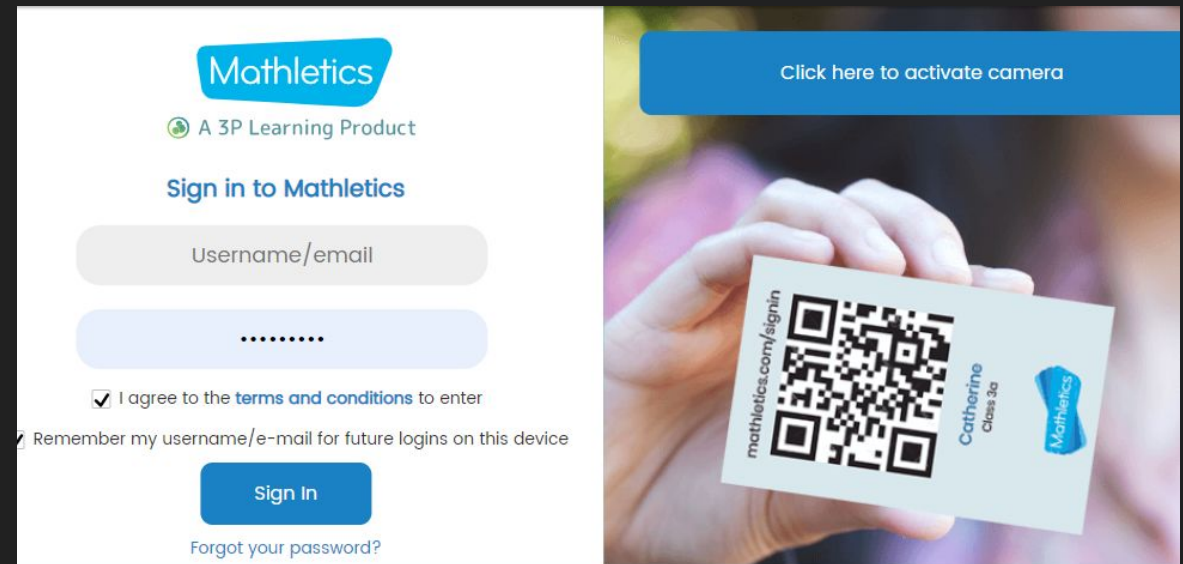 Mathletics
A 3P Learning Product
Sign in to Mathletics
Username/email
•••••••••
I agree to the terms and conditions to enter
Remember my username/e-mail for future logins on this device
Sign In
Forgot your password?
Click here to activate camera
mathletics.com/signin
Catherine
Class 3a
Mathletics